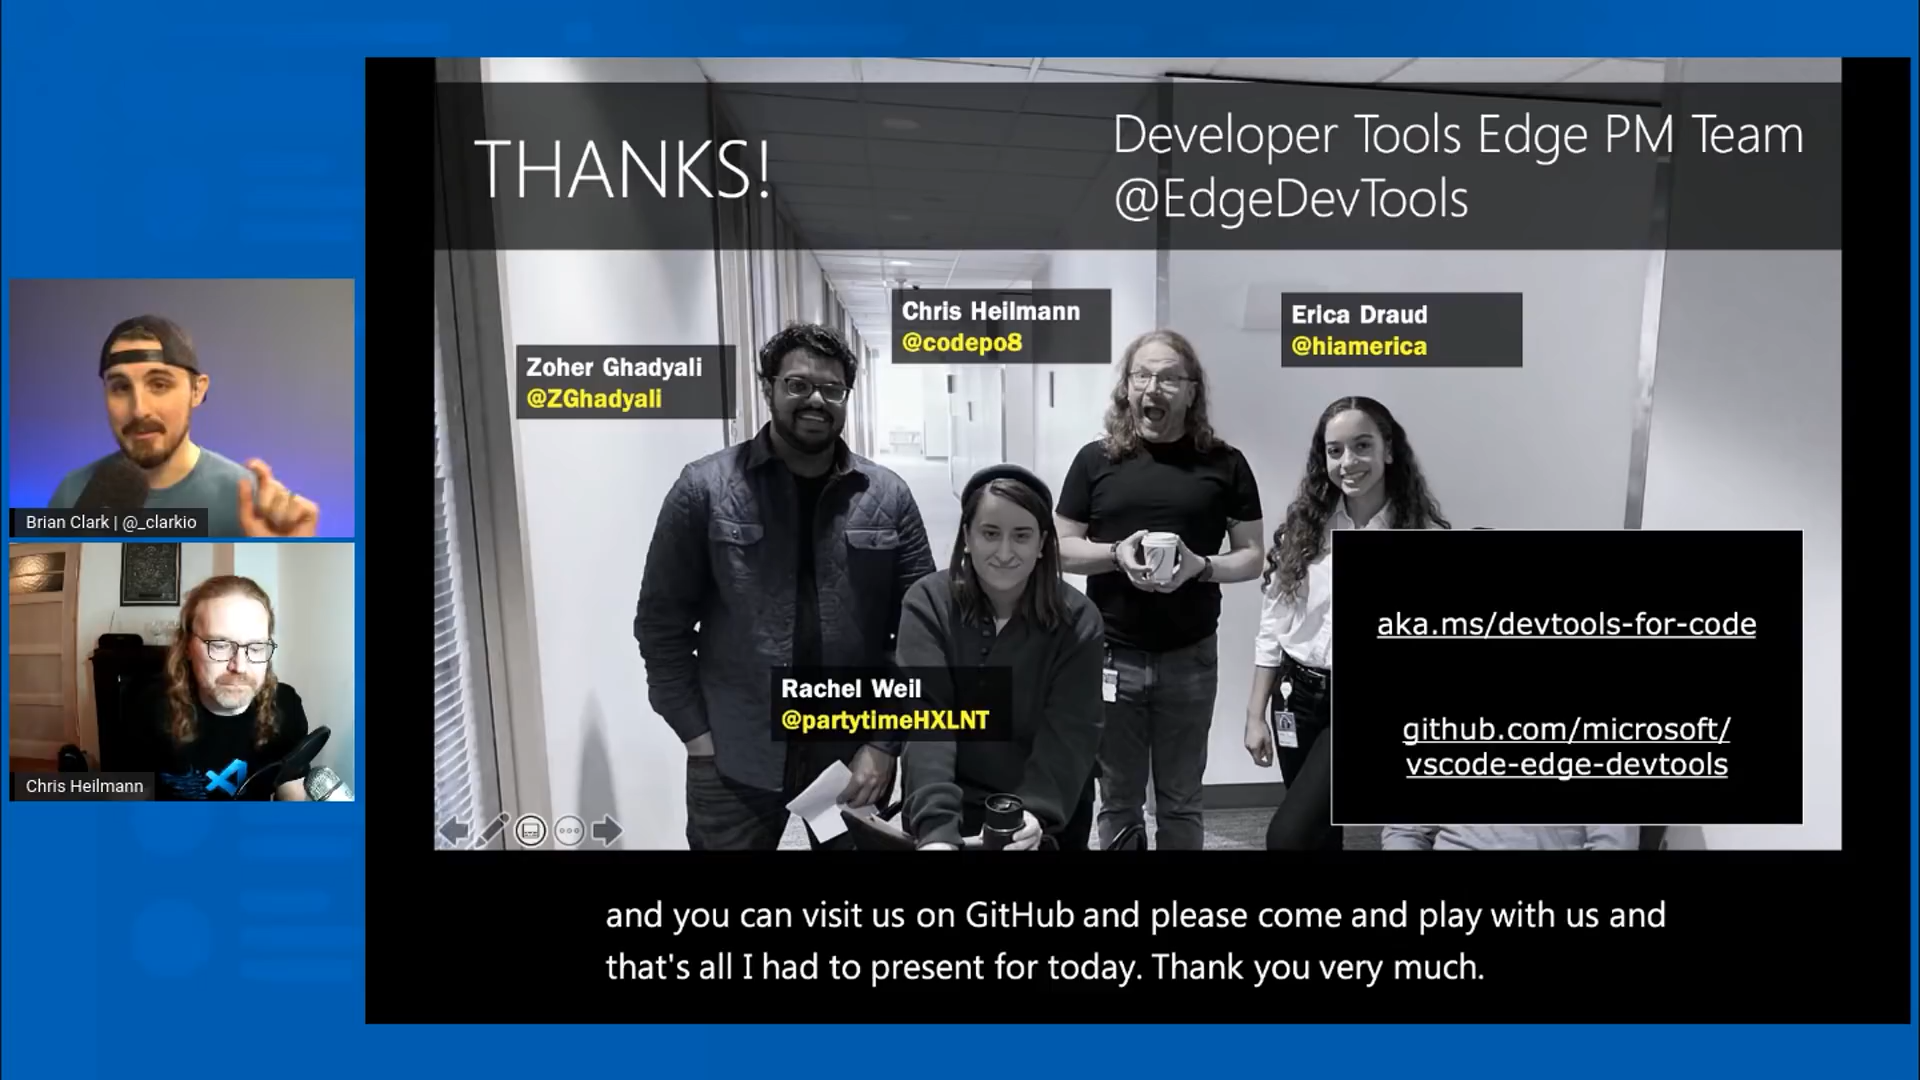 THANKS!
Developer Tools Edge PM Team
@EdgeDevTools
Chris Heilmann
@codepo8
Erica Draud
@hiamerica
Zoher Ghadyali
@ZGhadyali
Rachel Weil
@partytimeHXLNT
aka.ms/devtools-for-code
github.com/microsoft/
vscode-edge-devtools
Brian Clark | @_clarkio
Chris Heilmann
and you can visit us on GitHub and please come and play with us and
that's all I had to present for today. Thank you very much.